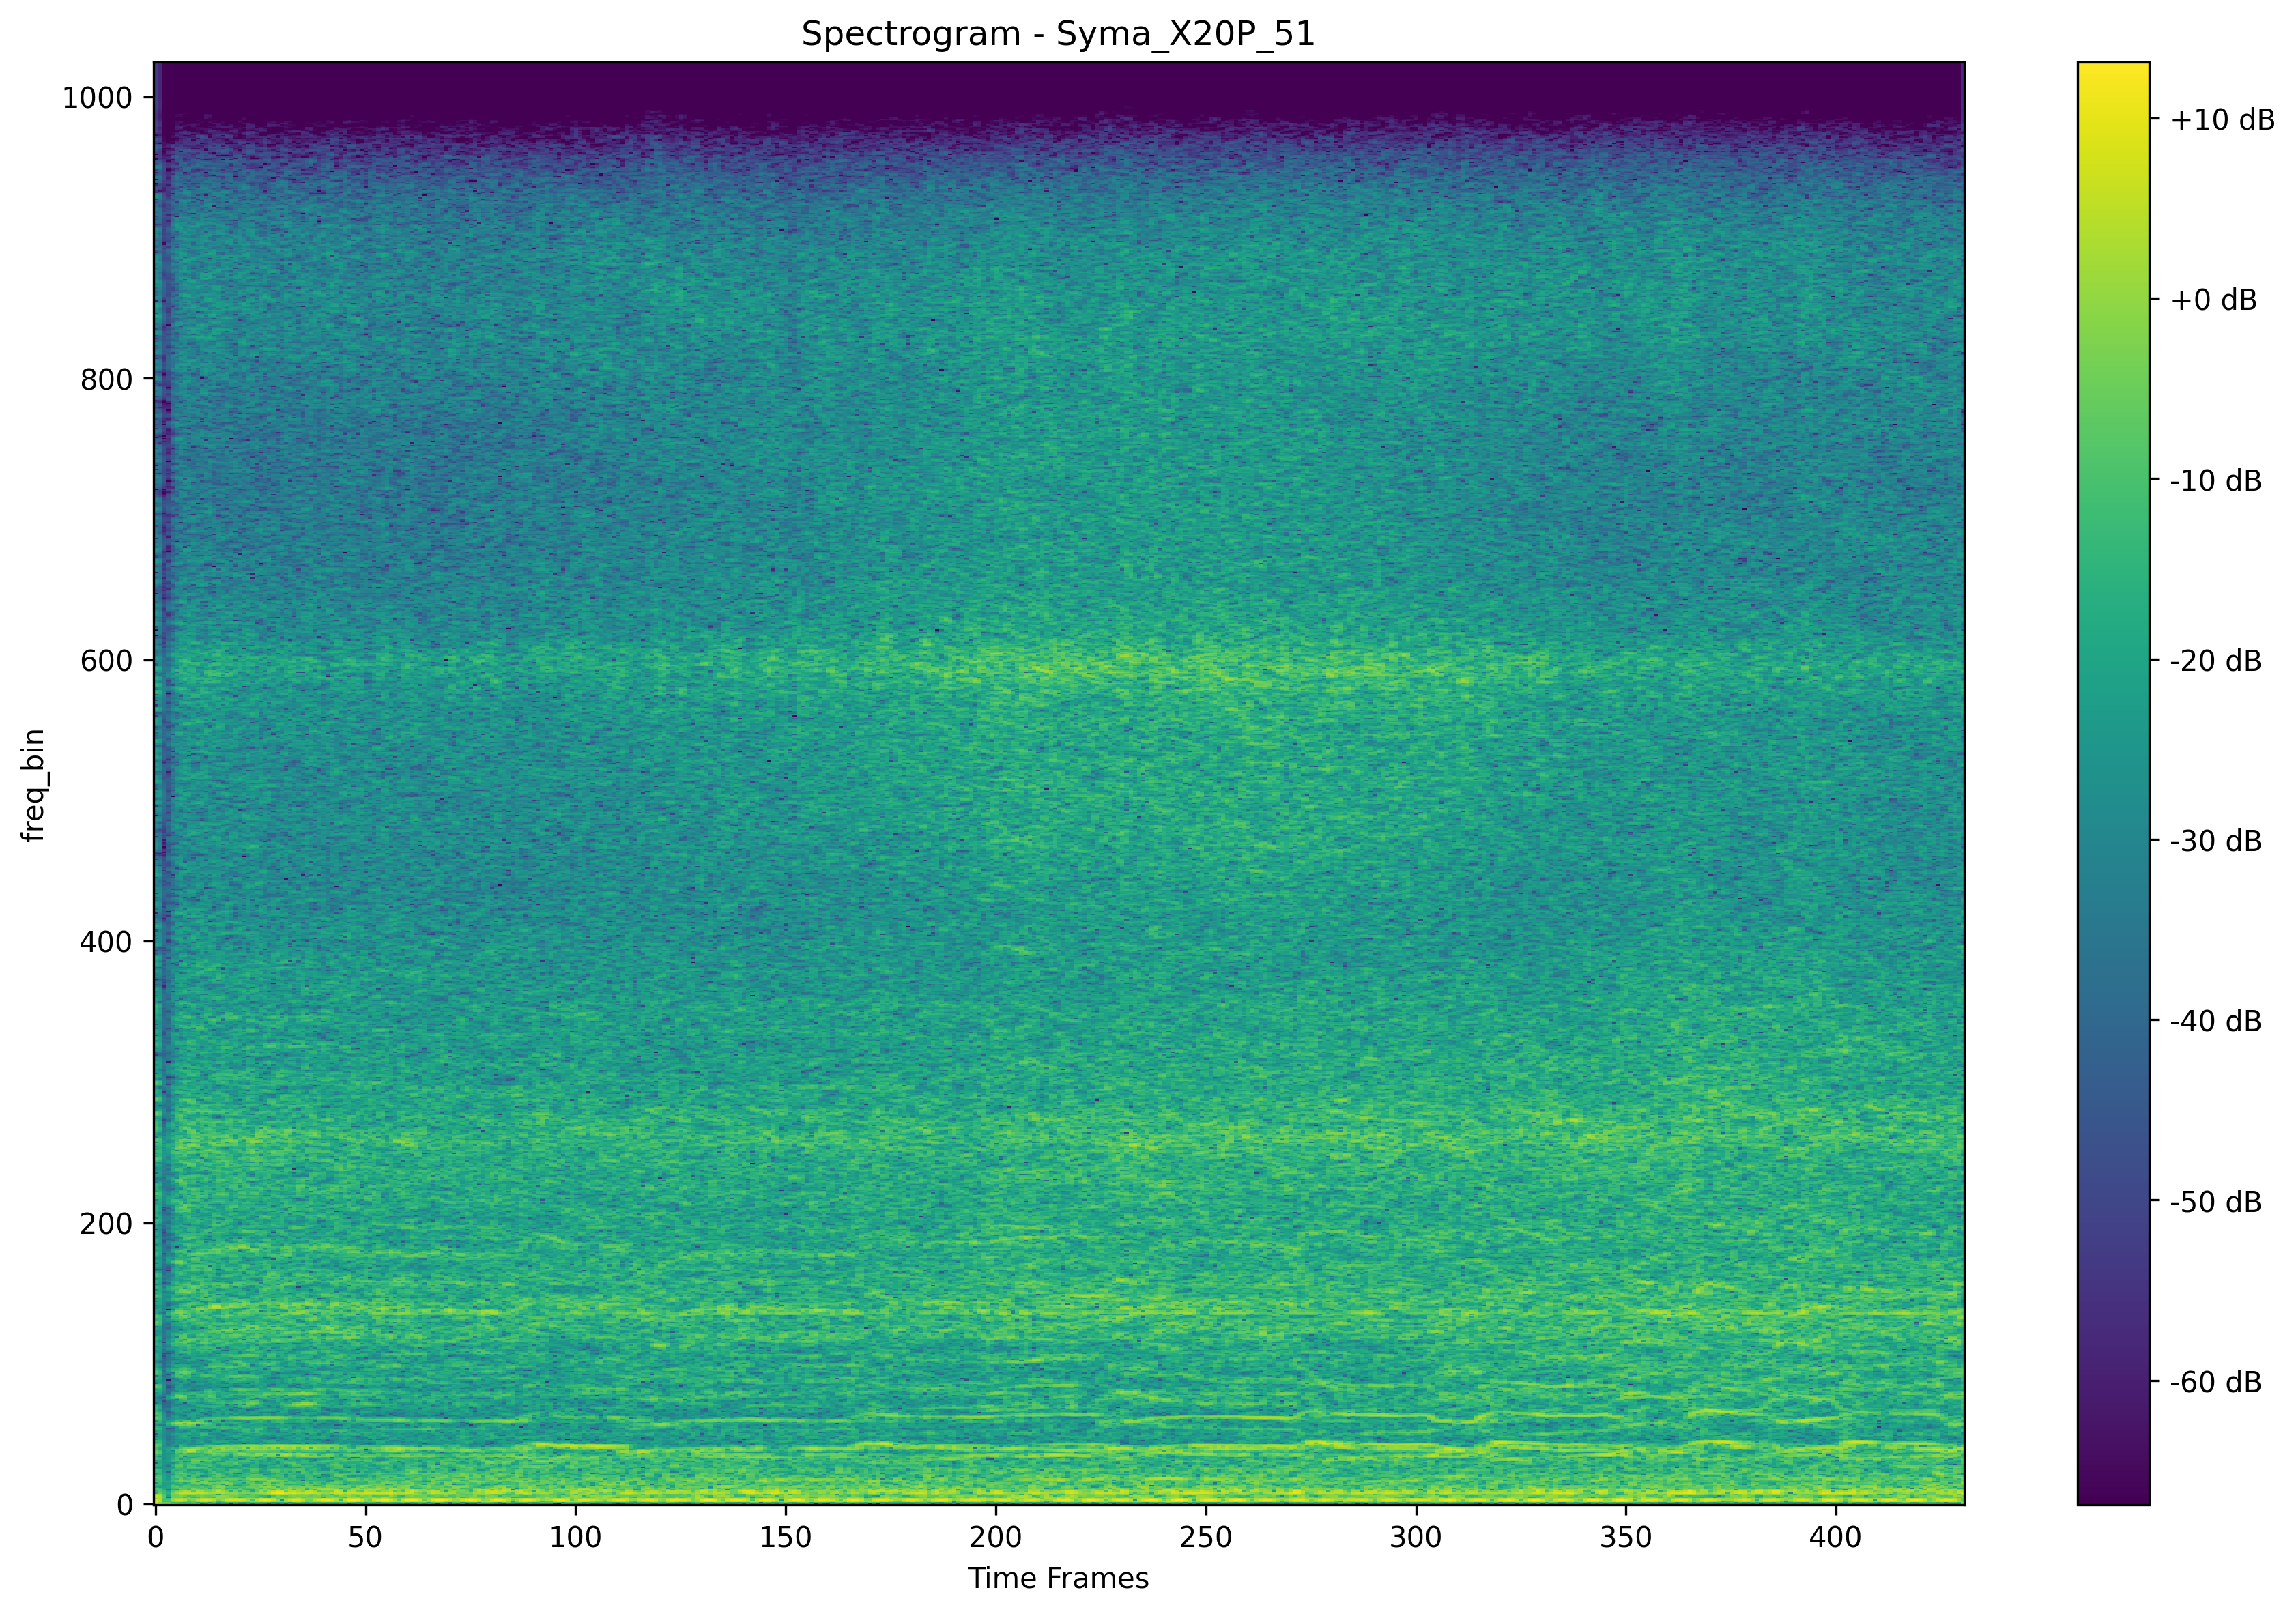 Spectrogram - Syma_X20P_51
1000
800
600
400
200
0
freq_bin
0 50 100 150 200 250 300 350 400
Time Frames
+10 dB
+0 dB
-10 dB
-20 dB
-30 dB
-40 dB
-50 dB
-60 dB